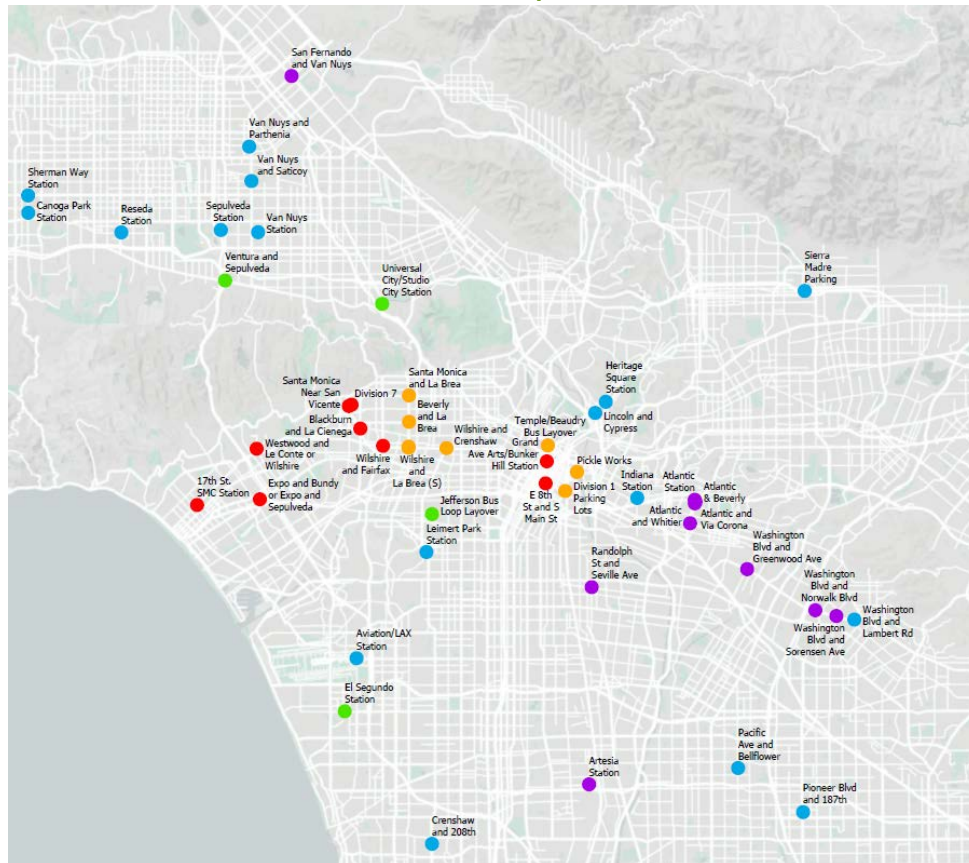 San Fernando
and Van Nuys
Van Nuys and
Parthenia
Van Nuys
and Saticoy
Sherman Way
Station
Canoga Park
Station
Reseda
Station
Sepulveda
Station
Van Nuys
Station
Ventura and
Sepulveda
Universal
City/Studio
City Station
Sierra
Madre
Parking
Heritage
Square
Station
Lincoln and
Cypress
Santa Monica
and La Brea
Santa Monica
Near San
Vicente
Division 7
Beverly
and La
Brea
Blackburn
and La Cienega
Wilshire and
Crenshaw
Temple/Beaudry
Bus Layover
Grand
Ave Arts/Bunker
Hill Station
Westwood and
Le Conte or
Wilshire
Wilshire
and Fairfax
Wilshire
and
La Brea (S)
Pickle Works
17th St.
SMC Station
Expo and Bundy
or Expo and
Sepulveda
Jefferson Bus
Loop Layover
E 8th
St and S
Main St
Division 1
Parking
Lots
Indiana
Station
Atlantic
Station
Atlantic
& Beverly
Atlantic
and Whitier
Atlantic and
Via Corona
Leimert Park
Station
Randolph
St and
Seville Ave
Washington
Blvd and
Greenwood Ave
Washington
Blvd and
Norwalk Blvd
Washington
Blvd and
Sorensen Ave
Washington
Blvd and
Lambert Rd
Aviation/LAX
Station
El Segundo
Station
Artesia
Station
Pacific
Ave and
Bellflower
Pioneer Blvd
and 187th
Crenshaw
and 208th